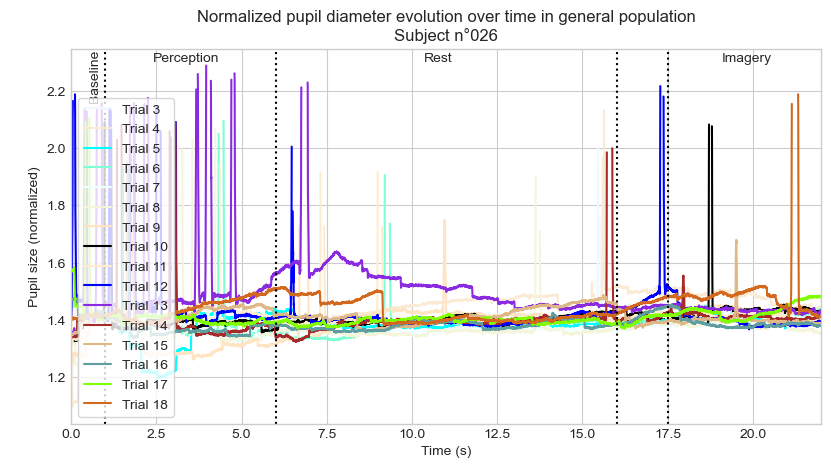 Normalized pupil diameter evolution over time in general population
Subject n°026
Baseline
Perception
Rest
Imagery
Pupil size (normalized)
2.2
2.0
1.8
1.6
1.4
1.2
Trial 3
Trial 4
Trial 5
Trial 6
Trial 7
Trial 8
Trial 9
Trial 10
Trial 11
Trial 12
Trial 13
Trial 14
Trial 15
Trial 16
Trial 17
Trial 18
0.0 2.5 5.0 7.5 10.0 12.5 15.0 17.5 20.0
Time (s)